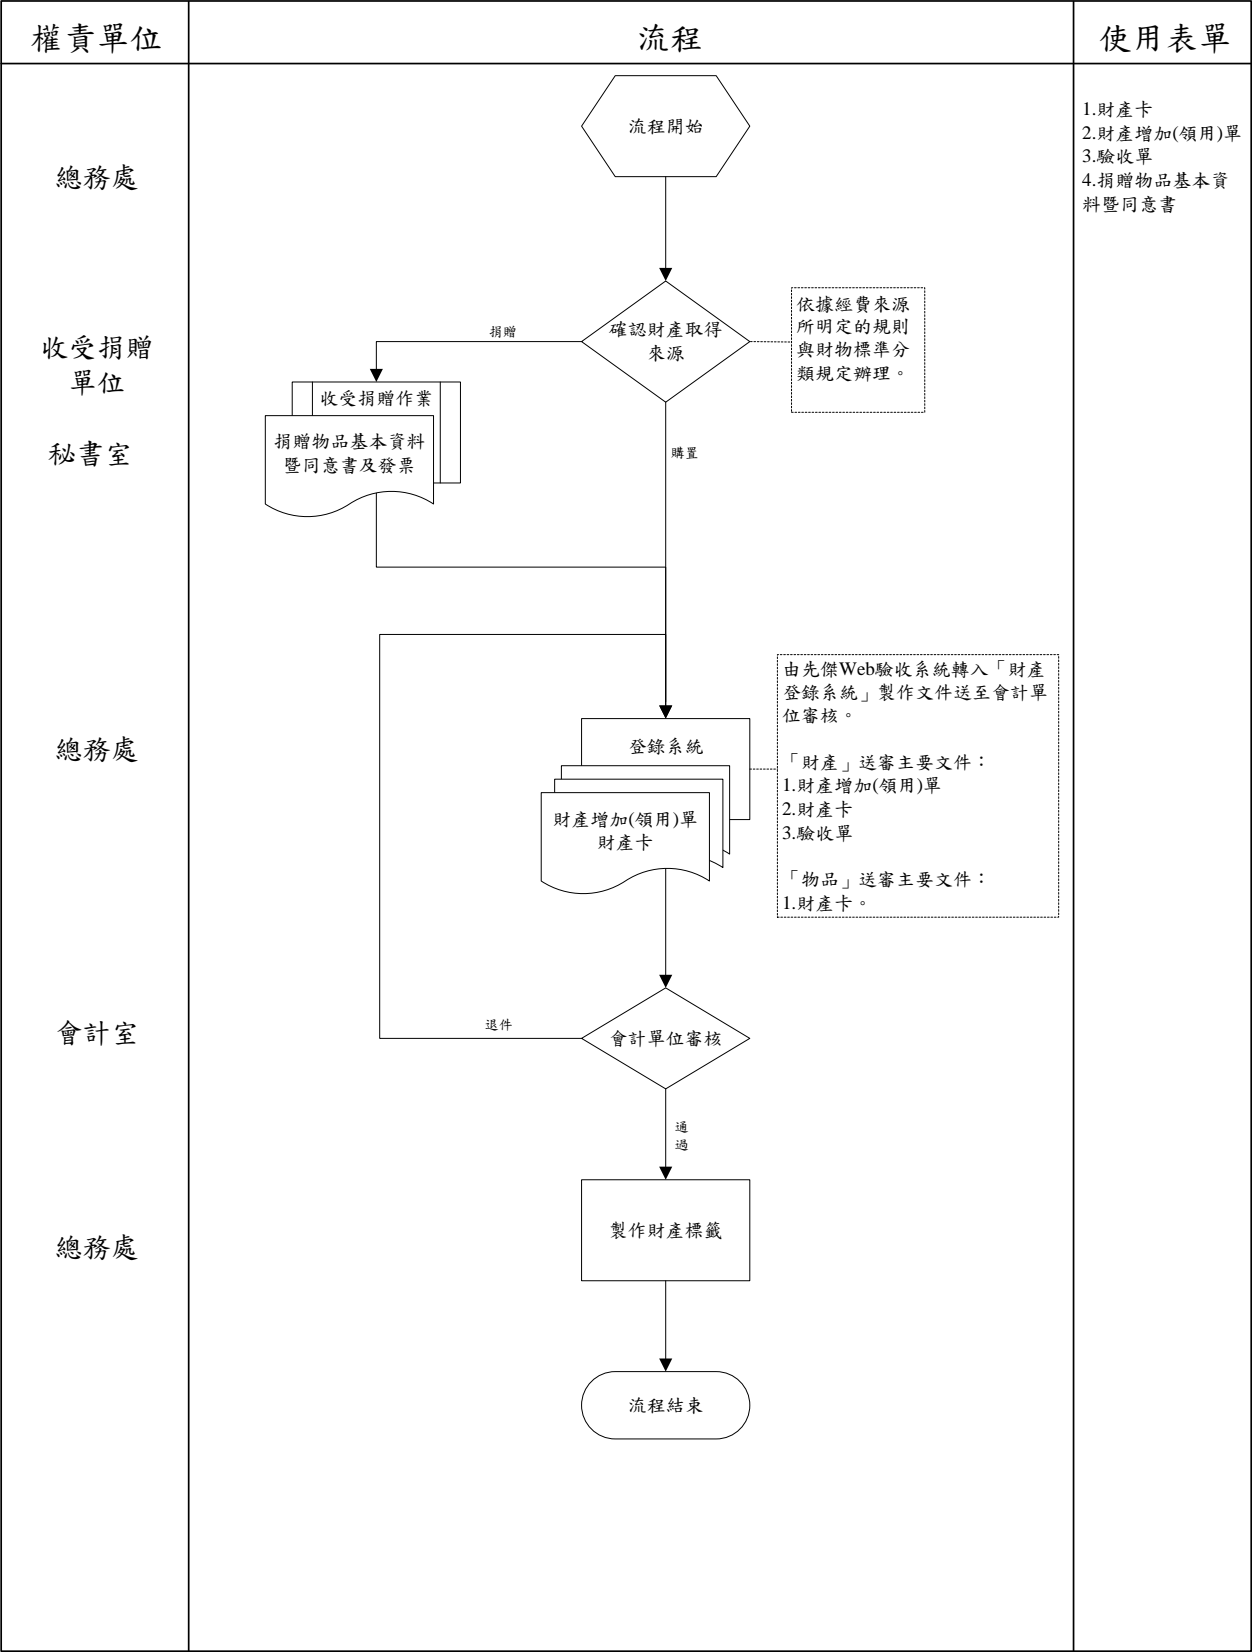 權責單位
流程
使用表單
流程開始
1.財產卡
2.財產增加(領用)單
3.驗收單
4.捐贈物品基本資
料暨同意書
總務處
確認財產取得
來源
依據經費來源
所明定的規則
與財物標準分
類規定辦理。
捐贈
收受捐贈
單位
收受捐贈作業
捐贈物品基本資料
暨同意書及發票
秘書室
購置
由先傑Web驗收系統轉入「財產
登錄系統」製作文件送至會計單
位審核。
「財產」送審主要文件：
1.財產增加(領用)單
2.財產卡
3.驗收單
「物品」送審主要文件：
1.財產卡。
總務處
登錄系統
財產增加(領用)單
財產卡
會計室
退件
會計單位審核
通
過
總務處
製作財產標籤
流程結束